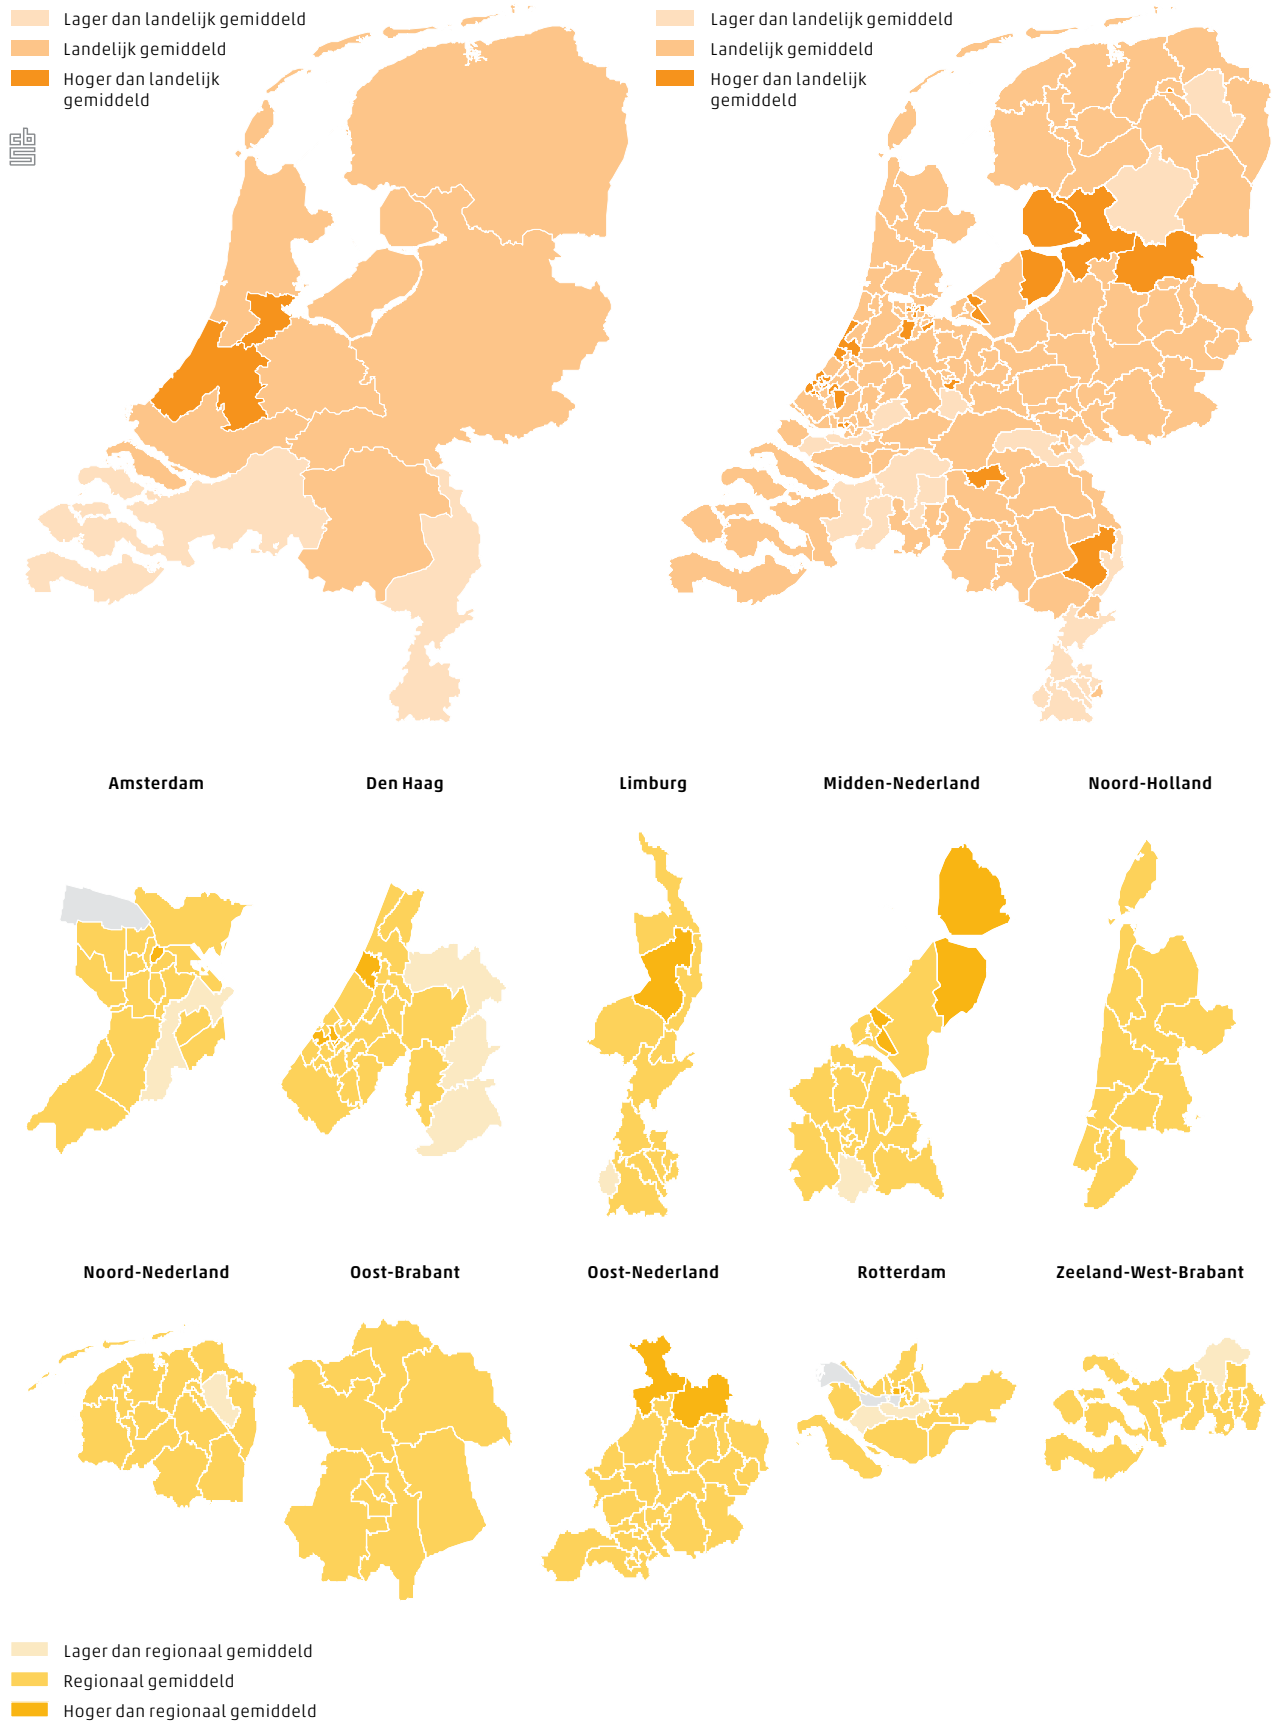 Lager dan landelijk gemiddeld
Landelijk gemiddeld
Hoger dan landelijk
gemiddeld
cbs
Lager dan landelijk gemiddeld
Landelijk gemiddeld
Hoger dan landelijk
gemiddeld
Amsterdam
Den Haag
Limburg
Midden-Nederland
Noord-Holland
Noord-Nederland
Oost-Brabant
Oost-Nederland
Rotterdam
Zeeland-West-Brabant
Lager dan regionaal gemiddeld
Regionaal gemiddeld
Hoger dan regionaal gemiddeld